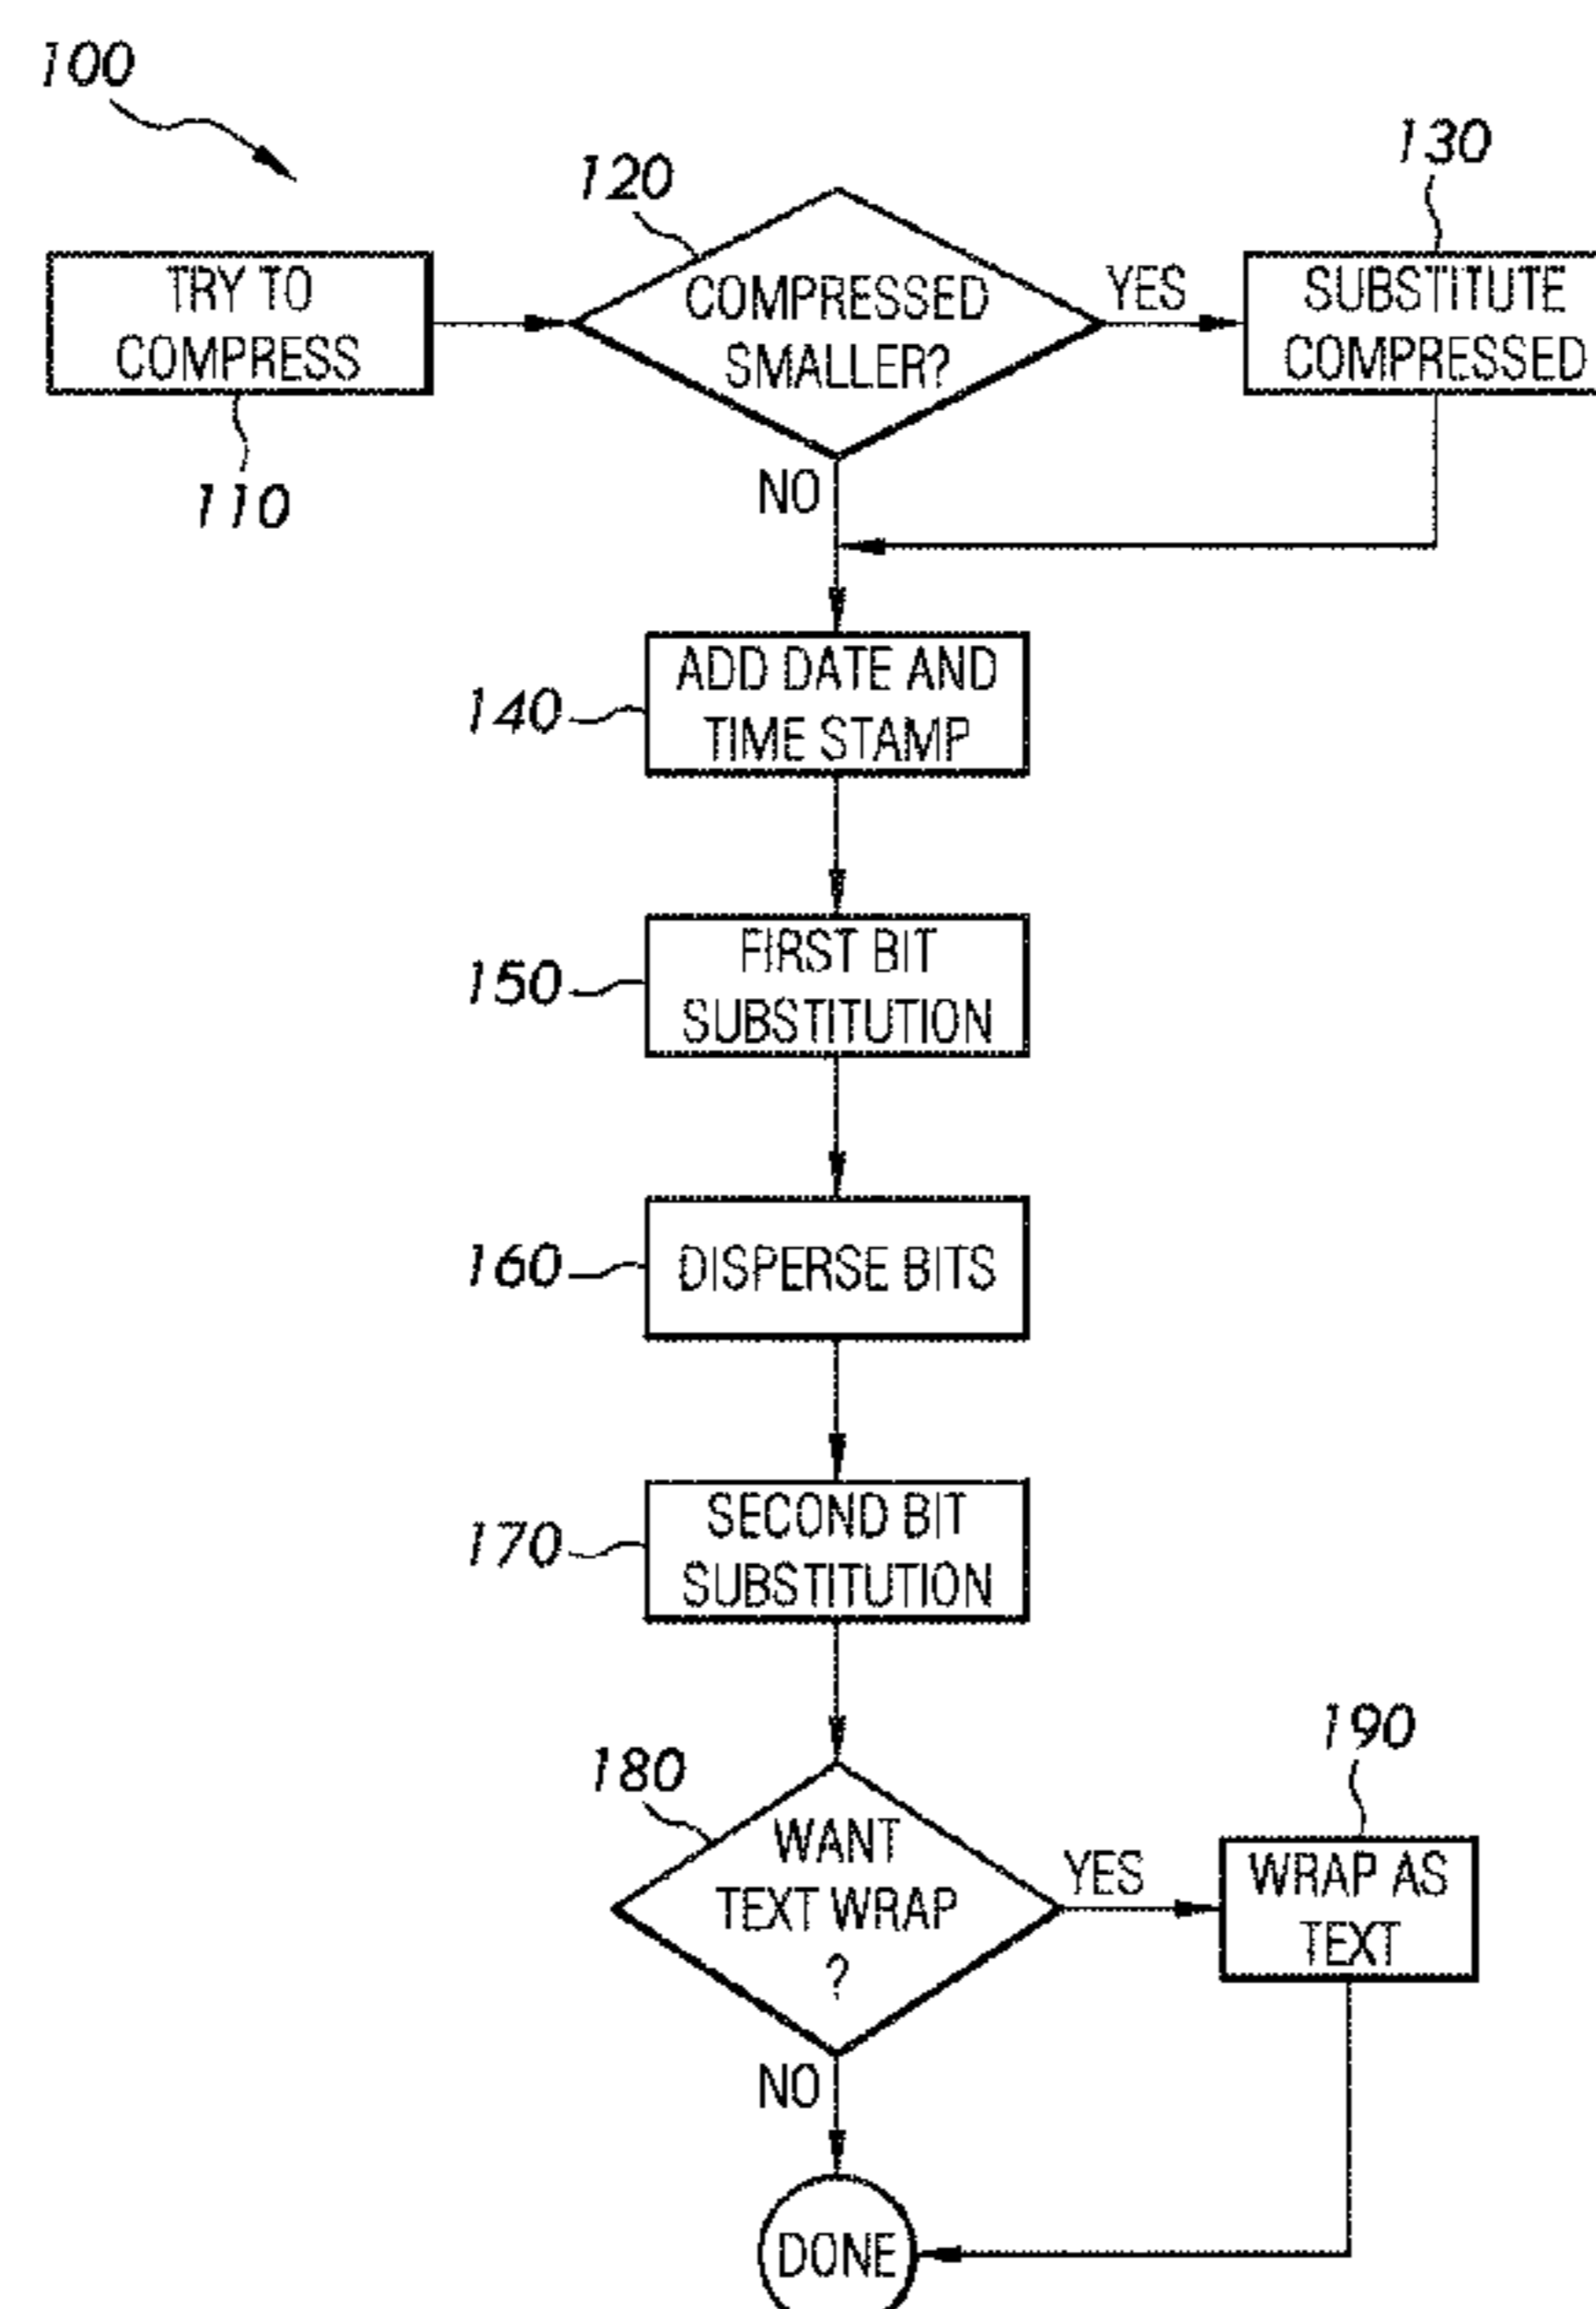 100
120
130
TRY TO
COMPRESS
COMPRESSED
SMALLER?
YES
SUBSTITUTE
COMPRESSED
110
NO
140
ADD DATE AND
TIME STAMP
150
FIRST BIT
SUBSTITUTION
160
DISPERSE BITS
170
SECOND BIT
SUBSTITUTION
180
190
WANT
TEXT WRAP
?
YES
WRAP AS
TEXT
NO
DONE